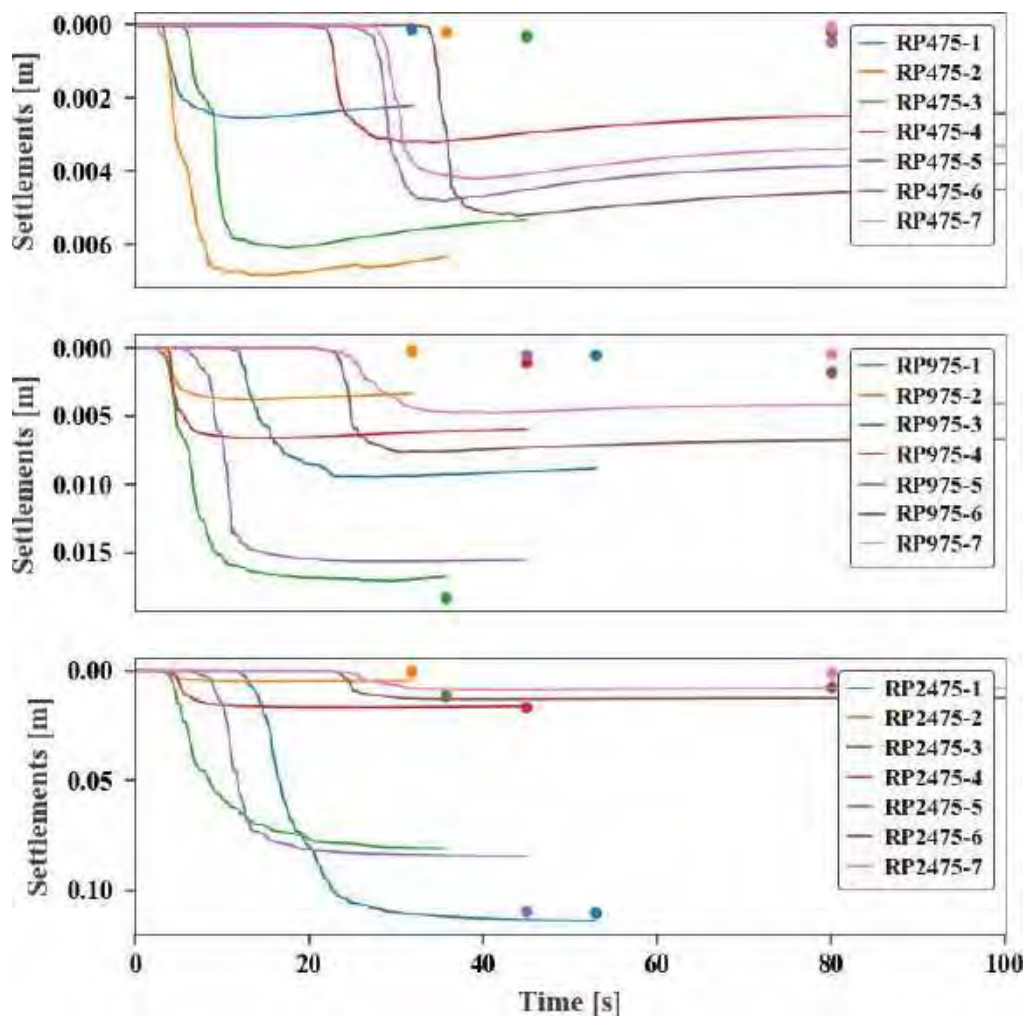 Settlements [m]
0.000
0.002
0.004
0.006
RP475-1
RP475-2
RP475-3
RP475-4
RP475-5
RP475-6
RP475-7
Settlements [m]
0.000
0.005
0.010
0.015
RP975-1
RP975-2
RP975-3
RP975-4
RP975-5
RP975-6
RP975-7
Settlements [m]
0.00
0.05
0.10
RP2475-1
RP2475-2
RP2475-3
RP2475-4
RP2475-5
RP2475-6
RP2475-7
0 20 40 60 80 100
Time [s]